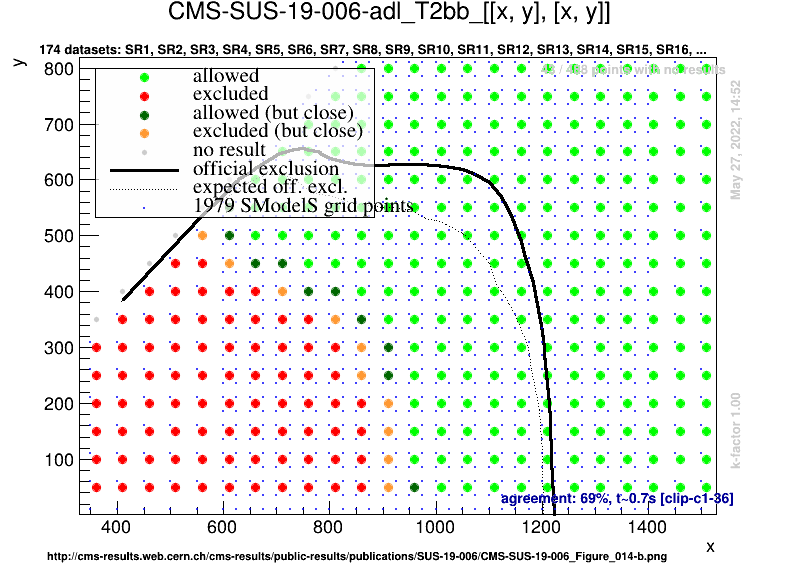 CMS-SUS-19-006-adl_T2bb_[[x, y], [x, y]]
174 datasets: SR1, SR2, SR3, SR4, SR5, SR6, SR7, SR8, SR9, SR10, SR11, SR12, SR13, SR14, SR15, SR16, ...
y
points with no results
allowed
excluded
allowed (but close)
excluded (but close)
no result
official exclusion
expected off. excl.
1979 SModelS grid points
800
700
600
500
400
300
200
100
May 27, 2022, 14:52
k-factor 1.00
agreement: 69%, t~0.7s [clip-c1-36]
400 600 800 1000 1200 1400
x
http://cms-results.web.cern.ch/cms-results/public-results/publications/SUS-19-006/CMS-SUS-19-006_Figure_014-b.png